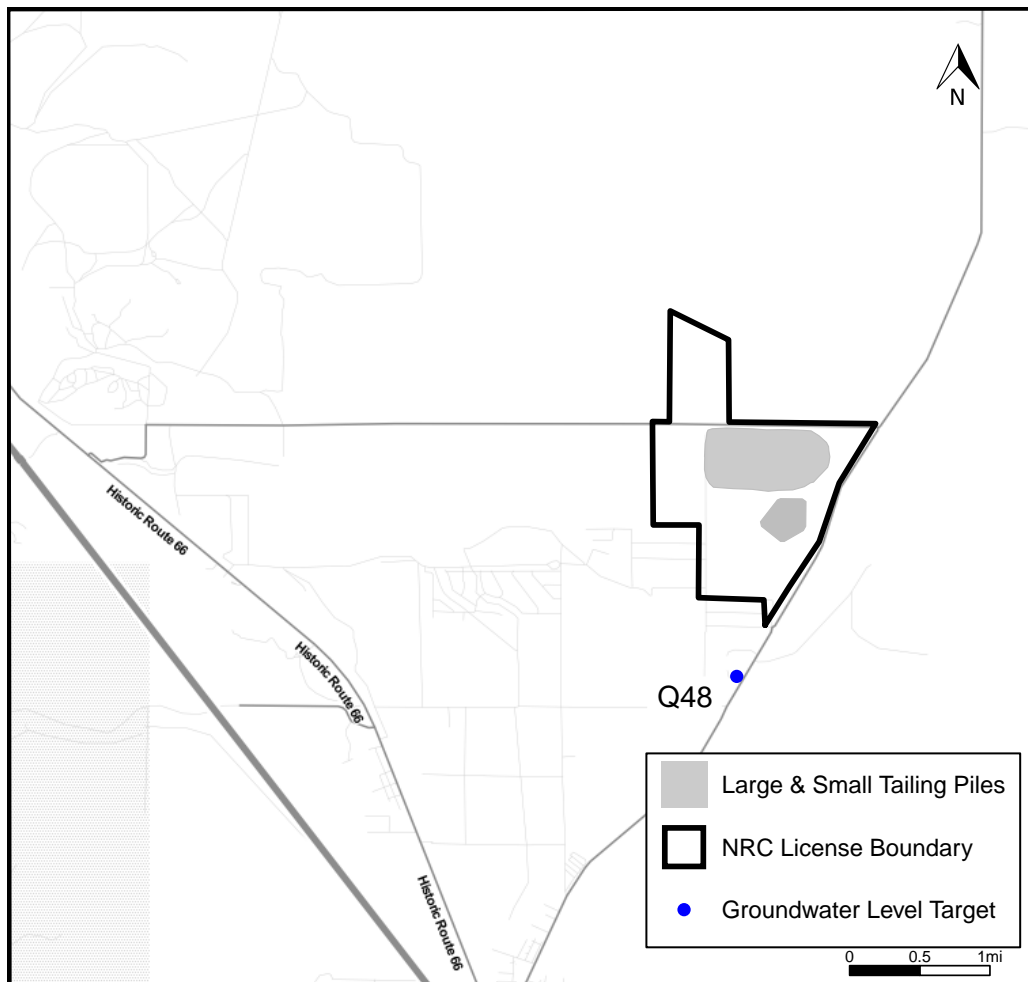 N
Historic Route 66
Historic Route 66
Q48
Historic Route 66
Large & Small Tailing Piles
NRC License Boundary
Groundwater Level Target
0 0.5 1mi